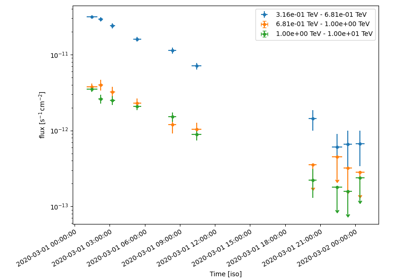 3.16e-01 TeV - 6.81e-01 TeV
6.81e-01 TeV - 1.00e+00 TeV
1.00e+00 TeV - 1.00e+01 TeV
10⁻¹¹
10⁻¹²
10⁻¹³
flux [s⁻¹ cm⁻²]
2020-03-01 00:00:00
2020-03-01 03:00:00
2020-03-01 06:00:00
2020-03-01 09:00:00
2020-03-01 12:00:00
2020-03-01 15:00:00
2020-03-01 18:00:00
2020-03-01 21:00:00
2020-03-02 00:00:00
Time [iso]